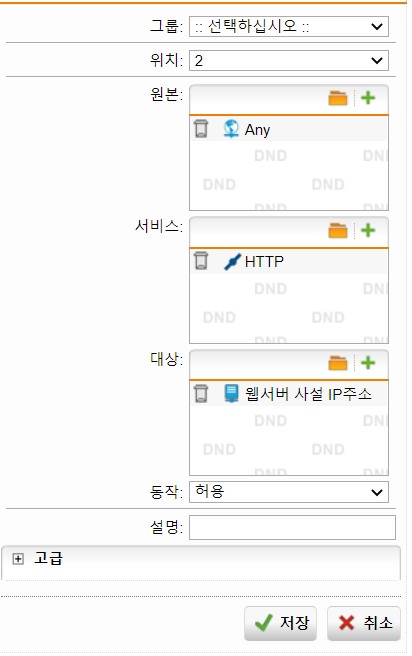 그룹: :: 선택하십시오 ::
위치: 2
원본:
Any
DND DND
DND DND
DND DND
서비스:
HTTP
DND DND
DND DND
DND DND
대상:
웹서버 사설 IP주소
DND DND
DND DND
DND DND
동작: 허용
설명:
고급
저장 취소